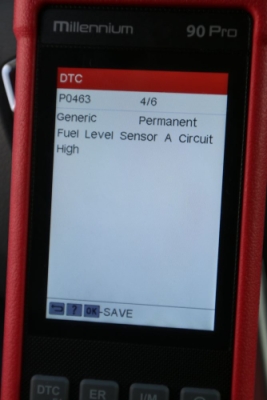 Millennium 90 Pro
DTC
P0463 4/6
Generic Permanent
Fuel Level Sensor A Circuit
High
? OK-SAVE
DTC ER I/M